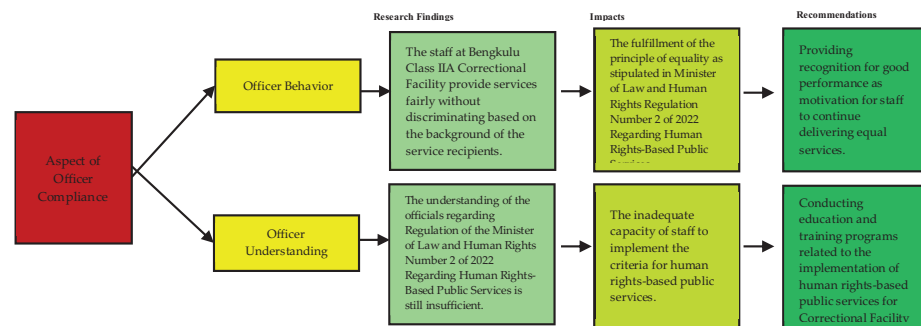 Research Findings
Impacts
Recommendations
Aspect of
Officer
Compliance
Officer Behavior
The staff at Bengkulu
Class IIA Correctional
Facility provide services
fairly without
discriminating based on
the background of the
service recipients.
The fulfillment of the
principle of equality as
stipulated in Minister
of Law and Human
Rights Regulation
Number 2 of 2022
Regarding Human
Rights-Based Public
Services
Providing
recognition for good
performance as
motivation for staff
to continue
delivering equal
services.
Officer
Understanding
The understanding of the
officials regarding
Regulation of the Minister
of Law and Human Rights
Number 2 of 2022
Regarding Human Rights-
Based Public Services is
still insufficient.
The inadequate
capacity of staff to
implement the
criteria for human
rights-based public
services.
Conducting
education and
training programs
related to the
implementation of
human rights-based
public services for
Correctional Facility